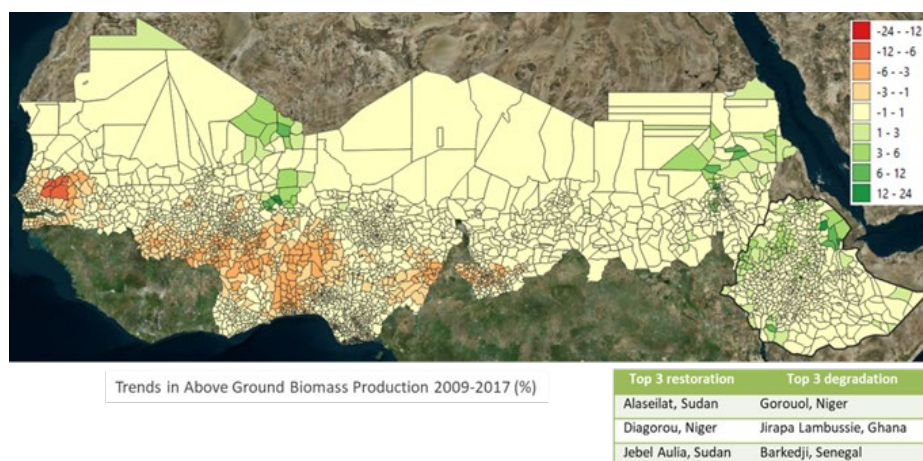 -24 - -12
-12 - -6
-6 - -3
-3 - -1
-1 - 1
1 - 3
3 - 6
6 - 12
12 - 24
Trends in Above Ground Biomass Production 2009-2017 (%)
Top 3 restoration Top 3 degradation
Alaseilat, Sudan Gorouol, Niger
Diagorou, Niger Jirapa Lambussie, Ghana
Jebel Aulia, Sudan Barkedji, Senegal